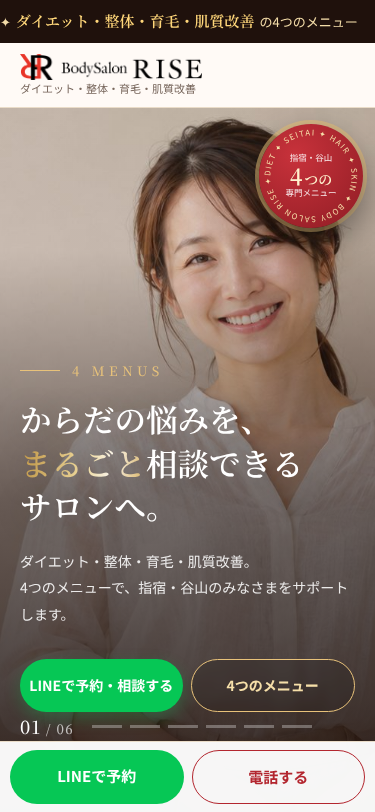 ✦ ダイエット・整体・育毛・肌質改善 の4つのメニュー
RR BodySalon RISE
ダイエット・整体・育毛・肌質改善
DIET ✦ SEITAI ✦ HAIR ✦ SKIN ✦ BODY SALON RISE ✦
指宿・谷山
4つの
専門メニュー
4 MENUS
からだの悩みを、
まるごと相談できる
サロンへ。
ダイエット・整体・育毛・肌質改善。
4つのメニューで、指宿・谷山のみなさまをサポート
します。
LINEで予約・相談する
4つのメニュー
01 / 06
LINEで予約
電話する